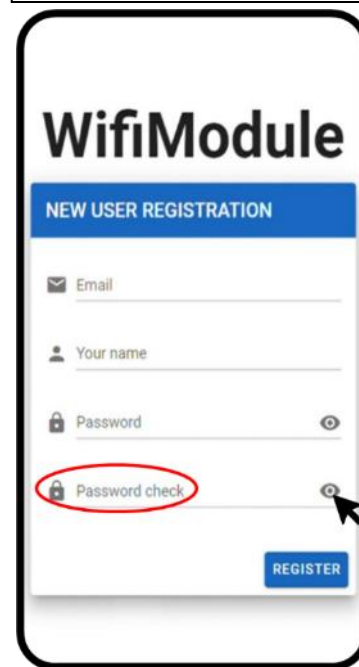 WifiModule
NEW USER REGISTRATION
Email
Your name
Password
Password check
REGISTER